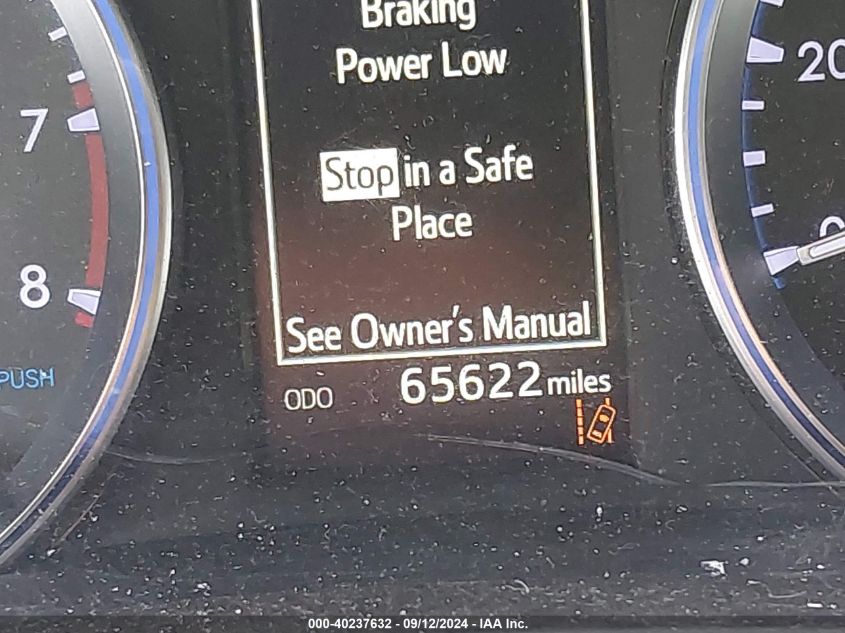 Braking
Power Low
Stop in a Safe
Place
See Owner's Manual
ODO 65622 miles
7
8
PUSH
20
0
000-40237632 - 09/12/2024 - IAA Inc.